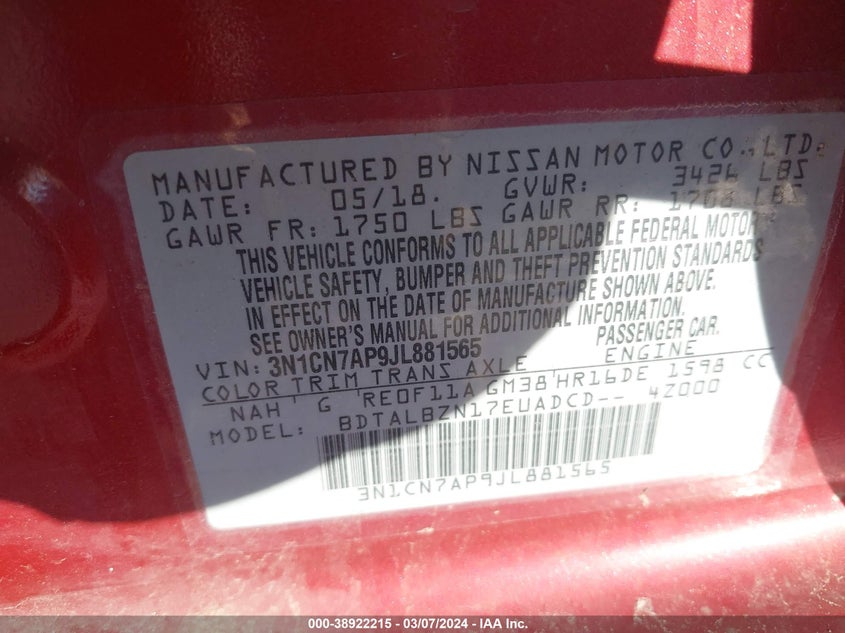 MANUFACTURED BY NISSAN MOTOR CO.,LTD.
DATE: 05/18. GVWR: 3426 LBS
GAWR FR: 1750 LBS GAWR RR: 1708 LBS
THIS VEHICLE CONFORMS TO ALL APPLICABLE FEDERAL MOTOR
VEHICLE SAFETY, BUMPER AND THEFT PREVENTION STANDARDS
IN EFFECT ON THE DATE OF MANUFACTURE SHOWN ABOVE.
SEE OWNER'S MANUAL FOR ADDITIONAL INFORMATION.
VIN: 3N1CN7AP9JL881565 PASSENGER CAR.
COLOR TRIM TRANS AXLE ENGINE
NAH G RE0F11A GM38 HR16DE 1598 CC
MODEL: BDTALBZN17EUADCD-- 4Z000
3N1CN7AP9JL881565
000-38922215 - 03/07/2024 - IAA Inc.